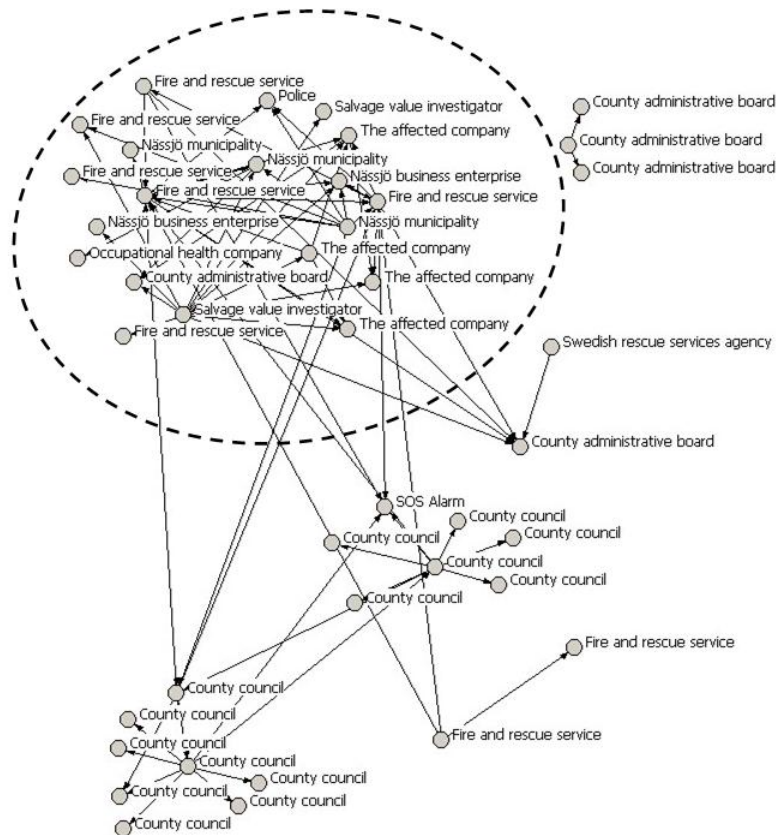 Fire and rescue service
Police
Salvage value investigator
County administrative board
Fire and rescue service
The affected company
Nässjö municipality
County administrative board
Nässjö municipality
County administrative board
Fire and rescue service
Nässjö business enterprise
Fire and rescue service
Fire and rescue service
Nässjö business enterprise
Nässjö municipality
Occupational health company
The affected company
County administrative board
The affected company
Salvage value investigator
Fire and rescue service
The affected company
Swedish rescue services agency
County administrative board
SOS Alarm
County council
County council
County council
County council
County council
County council
Fire and rescue service
County council
Fire and rescue service
County council
County council
County council
County council
County council
County council
County council